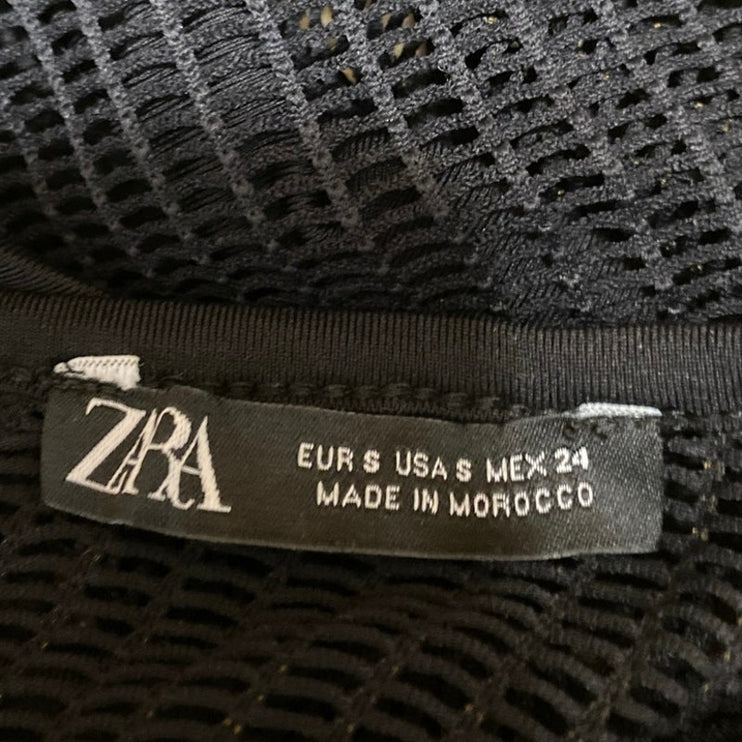 ZARA
EUR S USA S MEX 24
MADE IN MOROCCO